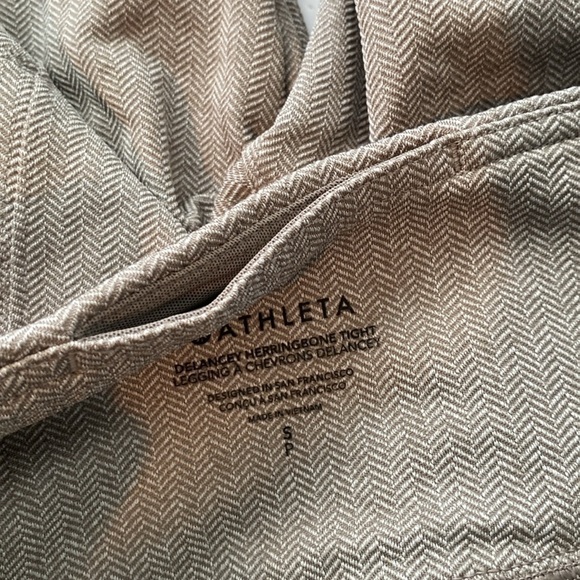 ATHLETA
DELANCEY HERRINGBONE TIGHT
LEGGING À CHEVRONS DELANCEY
DESIGNED IN SAN FRANCISCO
CONÇU À SAN FRANCISCO
MADE IN VIETNAM
S
P